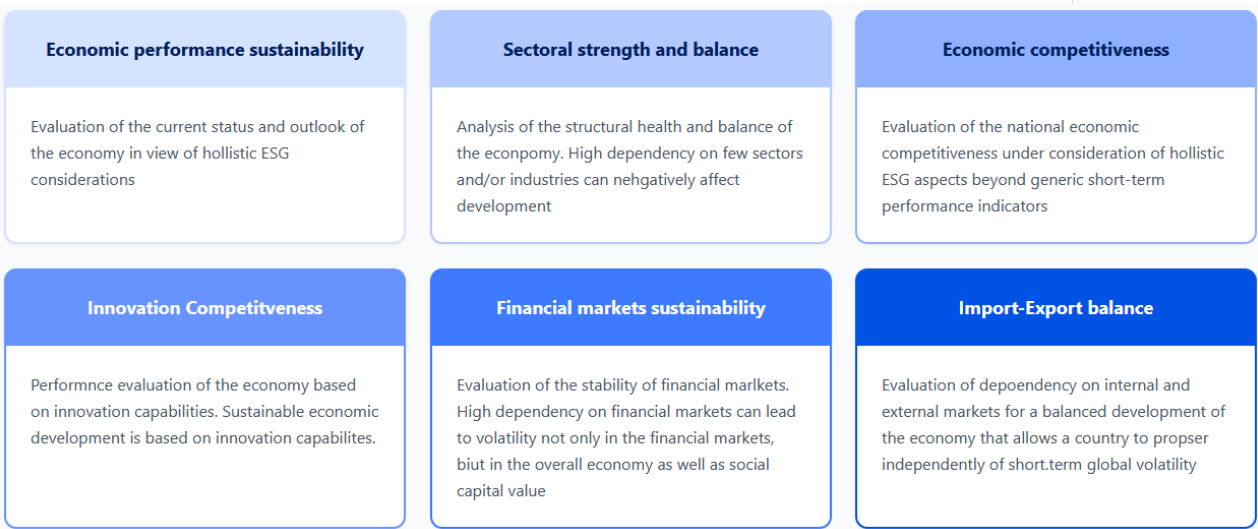 Economic performance sustainability
Evaluation of the current status and outlook of
the economy in view of hollistic ESG
considerations
Sectoral strength and balance
Analysis of the structural health and balance of
the econpomy. High dependency on few sectors
and/or industries can nehgatively affect
development
Economic competitiveness
Evaluation of the national economic
competitiveness under consideration of hollistic
ESG aspects beyond generic short-term
performance indicators
Innovation Competitveness
Performnce evaluation of the economy based
on innovation capabilities. Sustainable economic
development is based on innovation capabilites.
Financial markets sustainability
Evaluation of the stability of financial marlkets.
High dependency on financial markets can lead
to volatility not only in the financial markets,
biut in the overall economy as well as social
capital value
Import-Export balance
Evaluation of depoendency on internal and
external markets for a balanced development of
the economy that allows a country to propser
independently of short.term global volatility